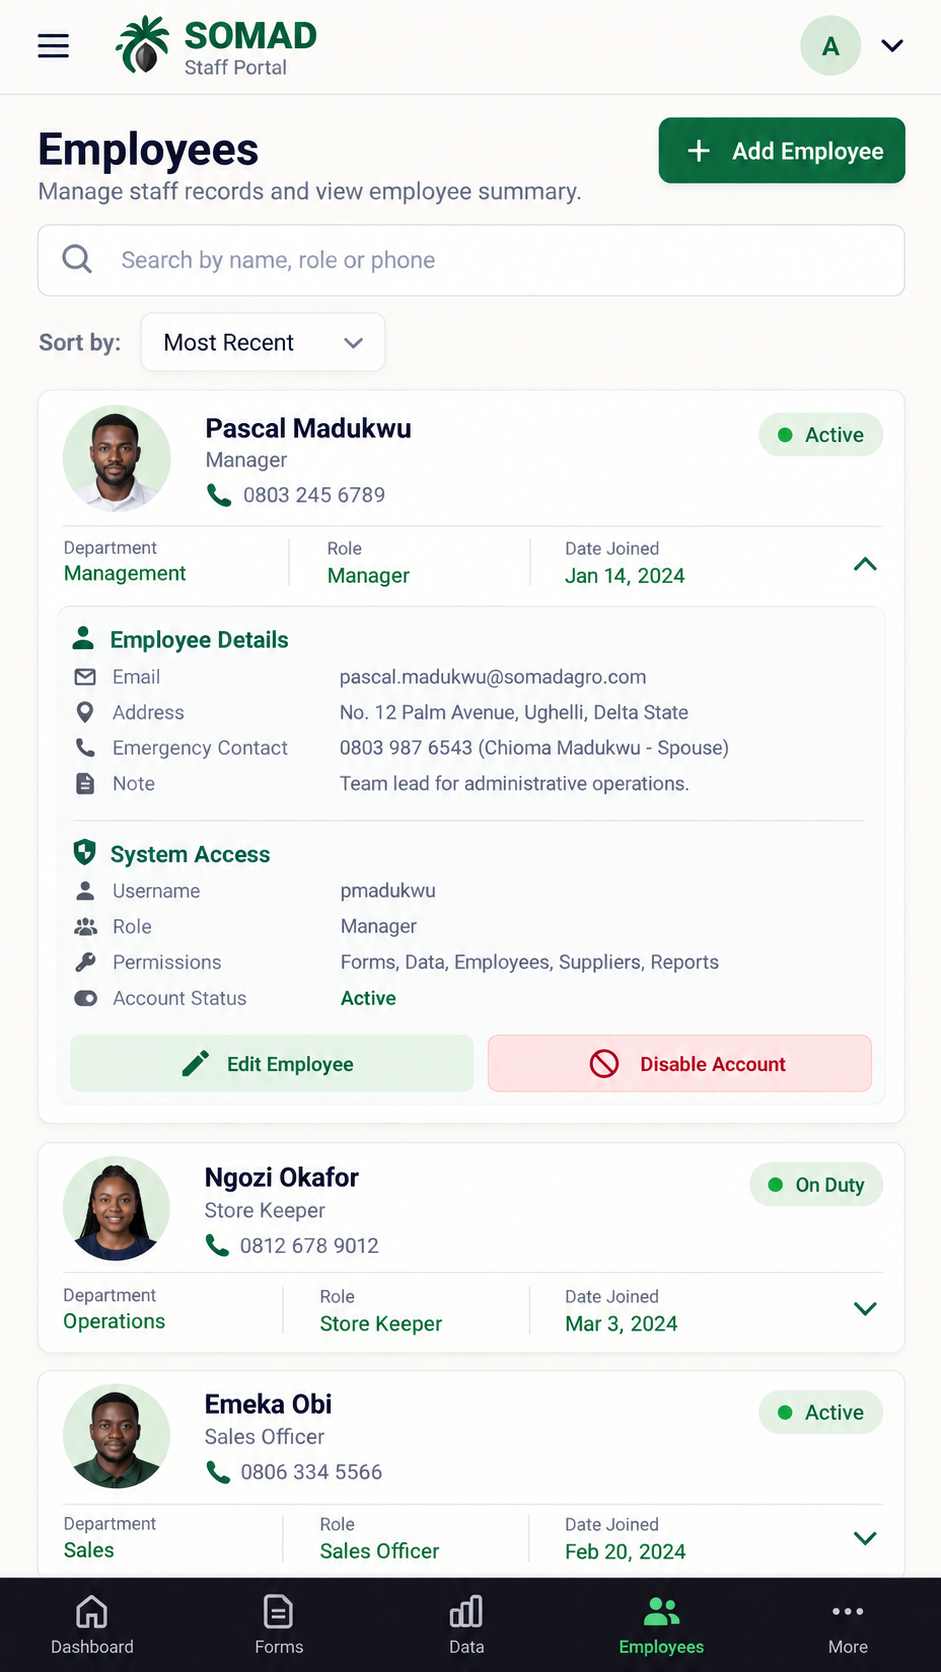 SOMAD
Staff Portal
A
Employees
Manage staff records and view employee summary.
+ Add Employee
Search by name, role or phone
Sort by: Most Recent
Pascal Madukwu
Manager
0803 245 6789
Active
Department Role Date Joined
Management Manager Jan 14, 2024
Employee Details
Email pascal.madukwu@somadagro.com
Address No. 12 Palm Avenue, Ughelli, Delta State
Emergency Contact 0803 987 6543 (Chioma Madukwu - Spouse)
Note Team lead for administrative operations.
System Access
Username pmadukwu
Role Manager
Permissions Forms, Data, Employees, Suppliers, Reports
Account Status Active
Edit Employee Disable Account
Ngozi Okafor
Store Keeper
0812 678 9012
On Duty
Department Role Date Joined
Operations Store Keeper Mar 3, 2024
Emeka Obi
Sales Officer
0806 334 5566
Active
Department Role Date Joined
Sales Sales Officer Feb 20, 2024
Dashboard Forms Data Employees More